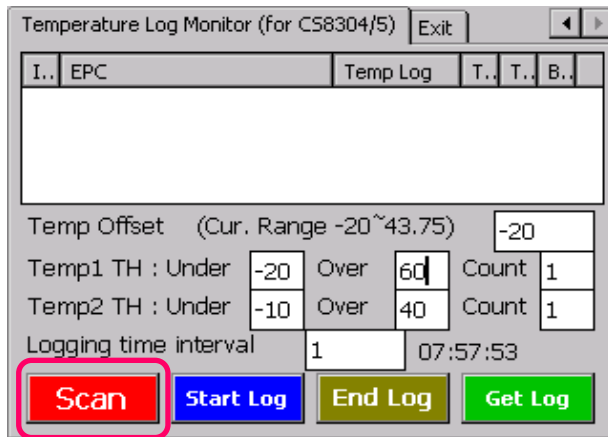 Temperature Log Monitor (for CS8304/5) Exit
I.. EPC Temp Log T.. T.. B..
Temp Offset (Cur. Range -20~43.75) -20
Temp1 TH : Under -20 Over 60 Count 1
Temp2 TH : Under -10 Over 40 Count 1
Logging time interval 1 07:57:53
Scan Start Log End Log Get Log